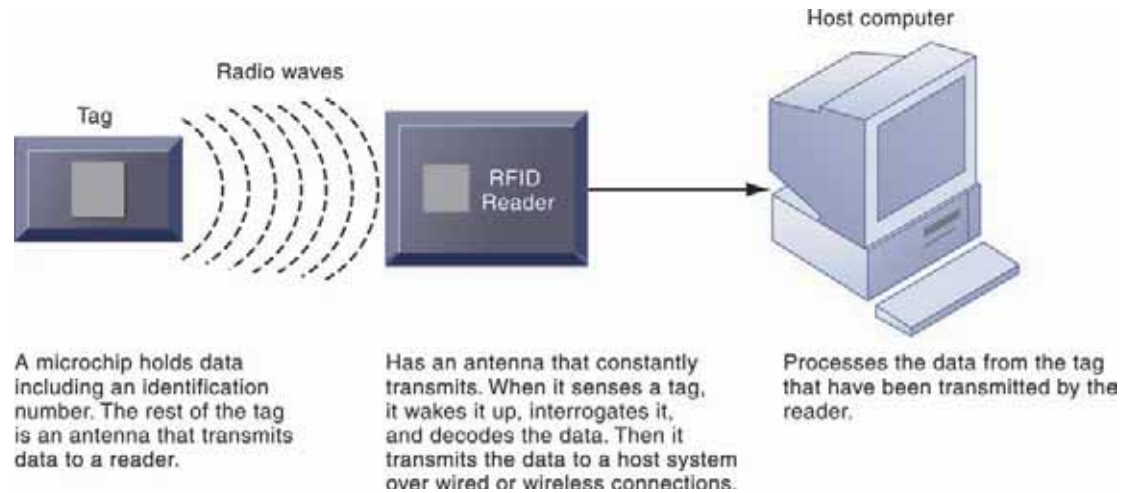 Host computer
Radio waves
Tag
RFID
Reader
A microchip holds data
including an identification
number. The rest of the tag
is an antenna that transmits
data to a reader.
Has an antenna that constantly
transmits. When it senses a tag,
it wakes it up, interrogates it,
and decodes the data. Then it
transmits the data to a host system
over wired or wireless connections.
Processes the data from the tag
that have been transmitted by the
reader.